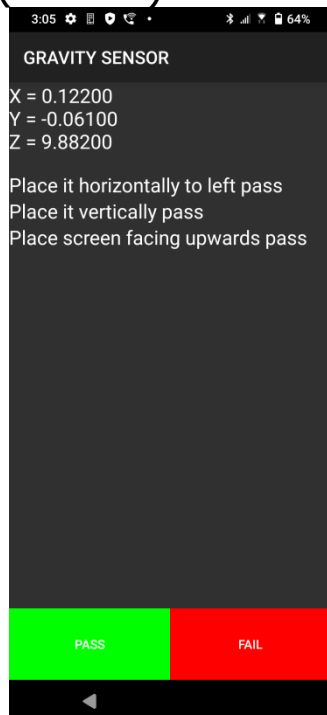 3:05 64%
GRAVITY SENSOR
X = 0.12200
Y = -0.06100
Z = 9.88200
Place it horizontally to left pass
Place it vertically pass
Place screen facing upwards pass
PASS FAIL